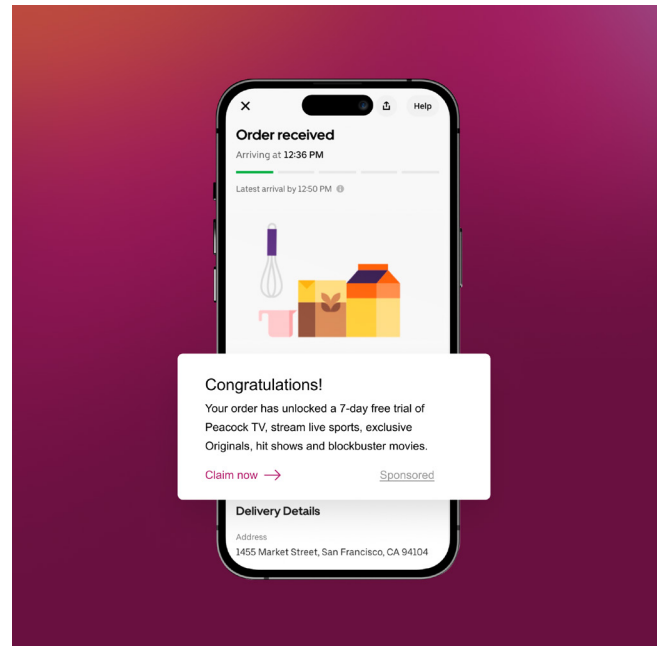 Help
Order received
Arriving at 12:36 PM
Latest arrival by 12:50 PM
Congratulations!
Your order has unlocked a 7-day free trial of
Peacock TV, stream live sports, exclusive
Originals, hit shows and blockbuster movies.
Claim now
Sponsored
Delivery Details
Address
1455 Market Street, San Francisco, CA 94104